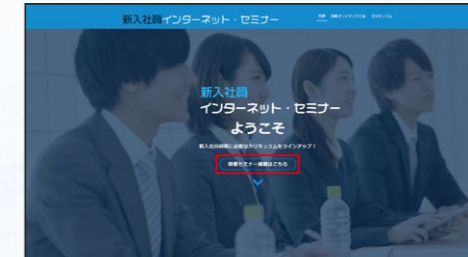 新入社員インターネット・セミナー
TOP
新入社員
インターネット・セミナー
ようこそ
新入社員研修に必要なカリキュラムをラインアップ！
研修セミナー概要はこちら